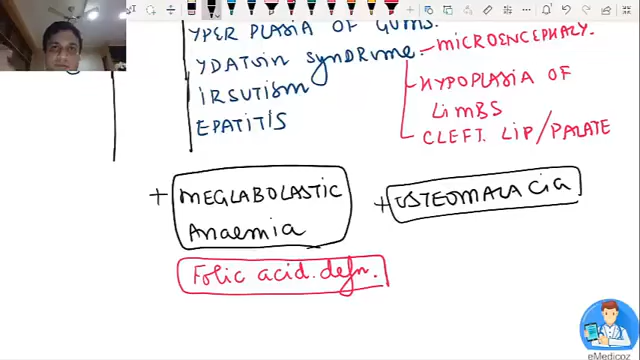 YPER PLASIA OF GUMS.
YDATOIN SYNDROME.
MICROENCEPHALY.
HYPOPLASIA OF
LIMBS
CLEFT. LIP/PALATE
IRSUTISM
EPATITIS
+ MEGLABOLASTIC
Anaemia
+ OSTEOMALACia
Folic acid. defn.
eMedicoz